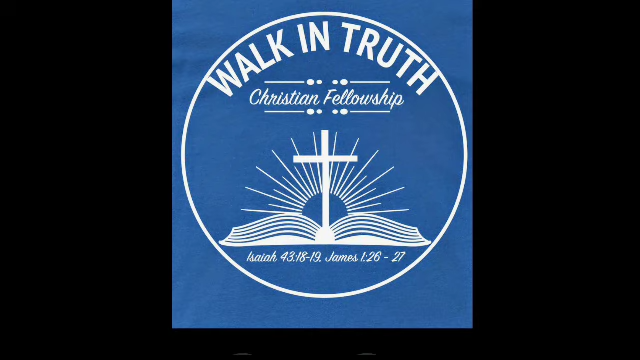 WALK IN TRUTH
Christian Fellowship
Isaiah 43:18-19, James 1:26 - 27